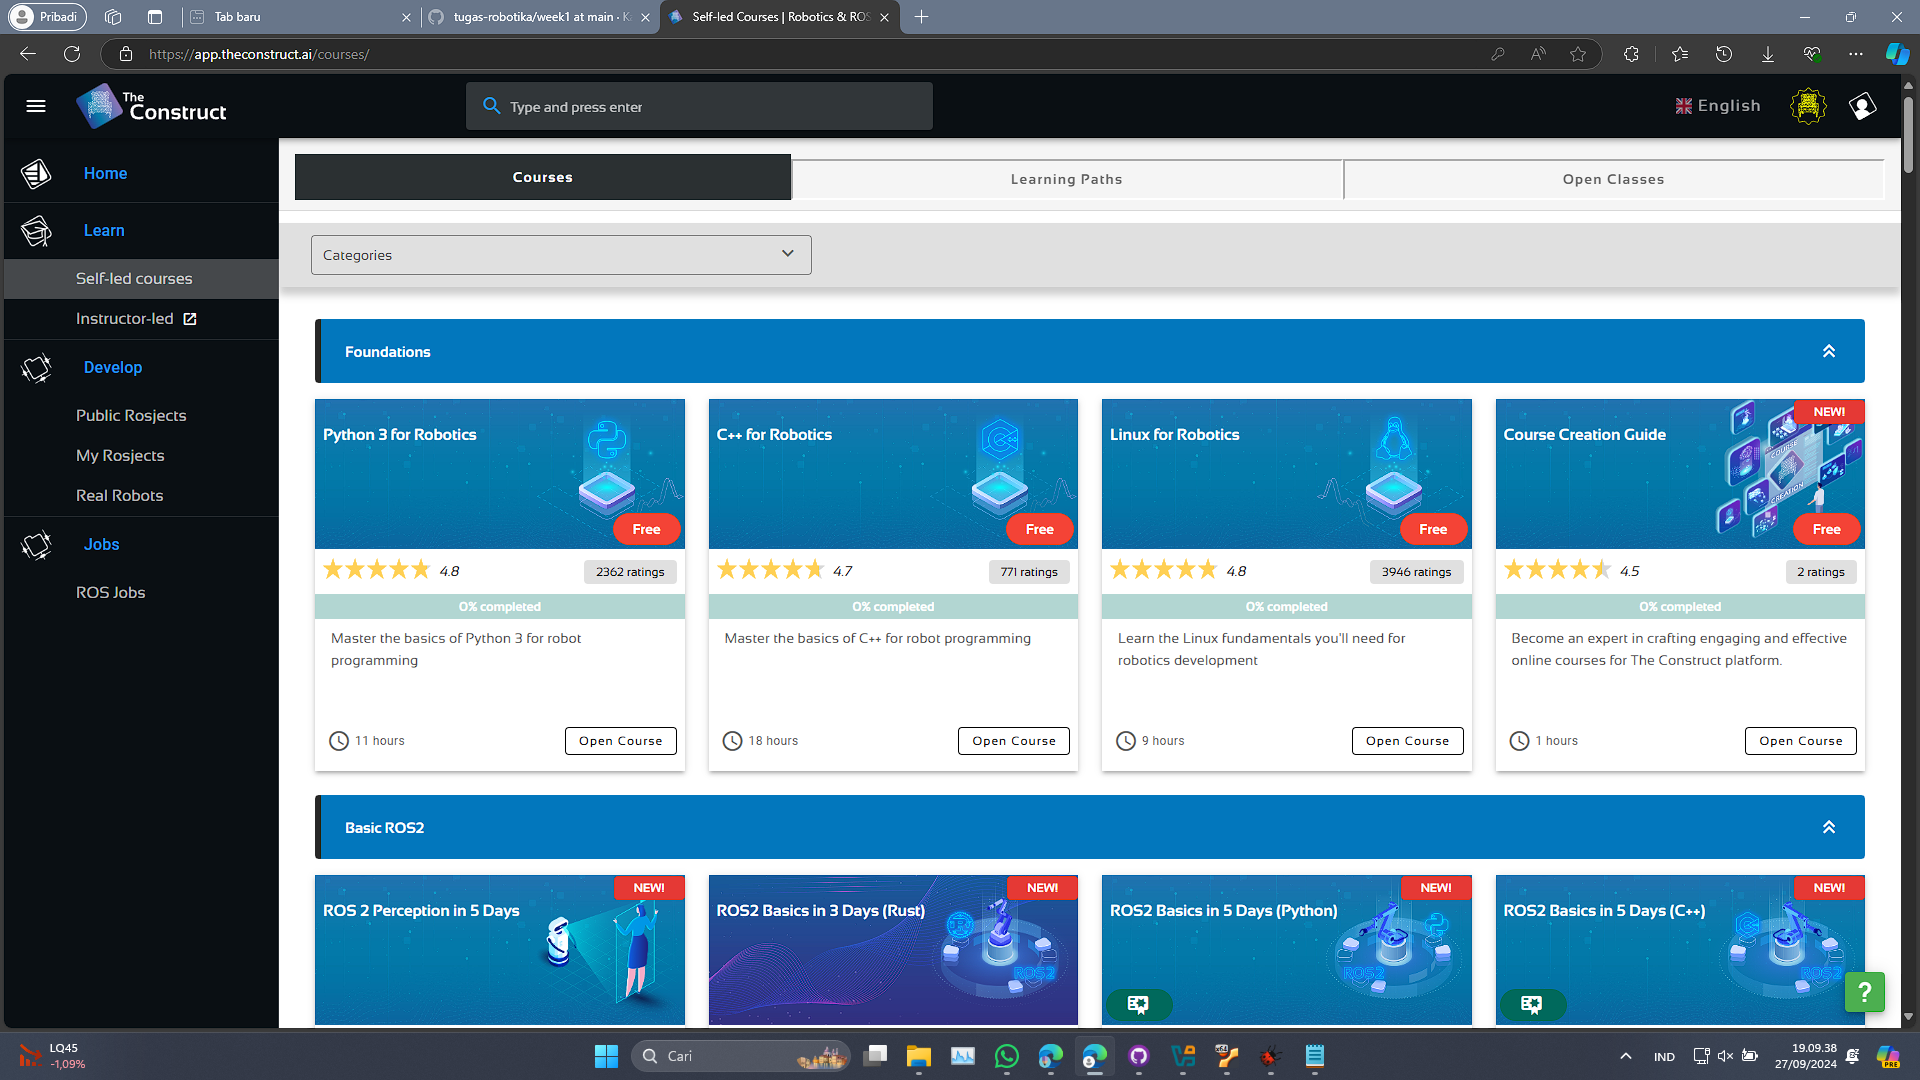 Pribadi
Tab baru
tugas-robotika/week1 at main · K
Self-led Courses | Robotics & ROS
https://app.theconstruct.ai/courses/
The
Construct
Type and press enter
English
Home
Learn
Self-led courses
Instructor-led
Develop
Public Rosjects
My Rosjects
Real Robots
Jobs
ROS Jobs
Courses
Learning Paths
Open Classes
Categories
Foundations
Python 3 for Robotics
Free
4.8
2362 ratings
0% completed
Master the basics of Python 3 for robot
programming
11 hours
Open Course
C++ for Robotics
Free
4.7
771 ratings
0% completed
Master the basics of C++ for robot programming
18 hours
Open Course
Linux for Robotics
Free
4.8
3946 ratings
0% completed
Learn the Linux fundamentals you'll need for
robotics development
9 hours
Open Course
NEW!
Course Creation Guide
COURSE
CREATION
Free
4.5
2 ratings
0% completed
Become an expert in crafting engaging and effective
online courses for The Construct platform.
1 hours
Open Course
Basic ROS2
NEW!
ROS 2 Perception in 5 Days
NEW!
ROS2 Basics in 3 Days (Rust)
ROS2
NEW!
ROS2 Basics in 5 Days (Python)
ROS2
NEW!
ROS2 Basics in 5 Days (C++)
ROS2
?
LQ45
-1,09%
Cari
IND
19.09.38
27/09/2024
PRE